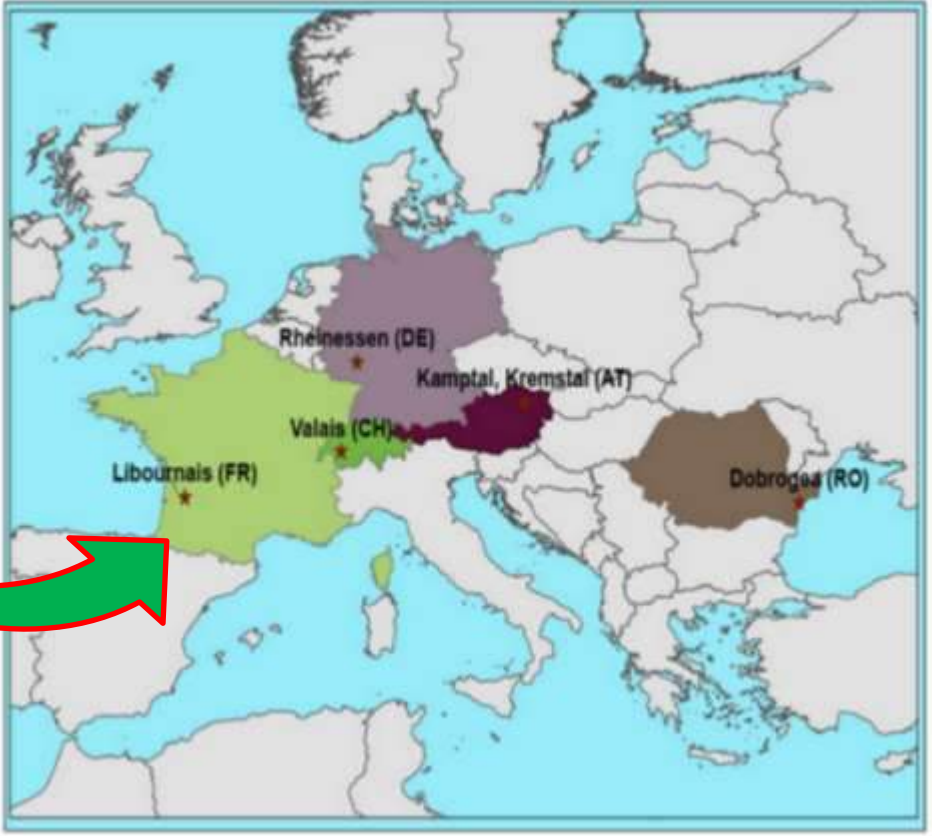 Rheinessen (DE)
Kamptal, Kremstal (AT)
Valais (CH)
Libournais (FR)
Dobrogea (RO)